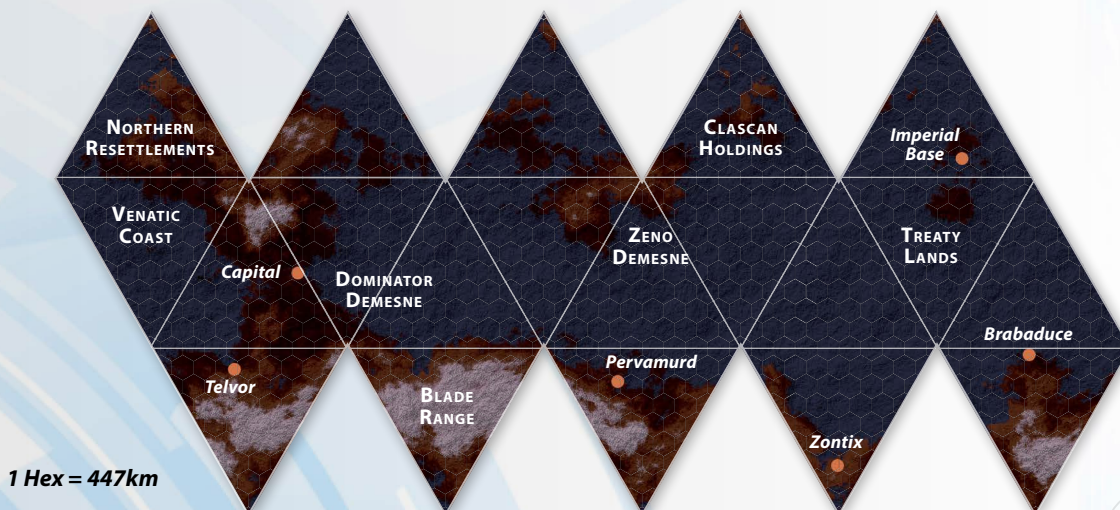 Northern
Resettlements
Clascan
Holdings
Imperial
Base
Venatic
Coast
Zeno
Demesne
Treaty
Lands
Capital
Dominator
Demesne
Brabaduce
Telvor
Blade
Range
Pervamurd
Zontix
1 Hex = 447km